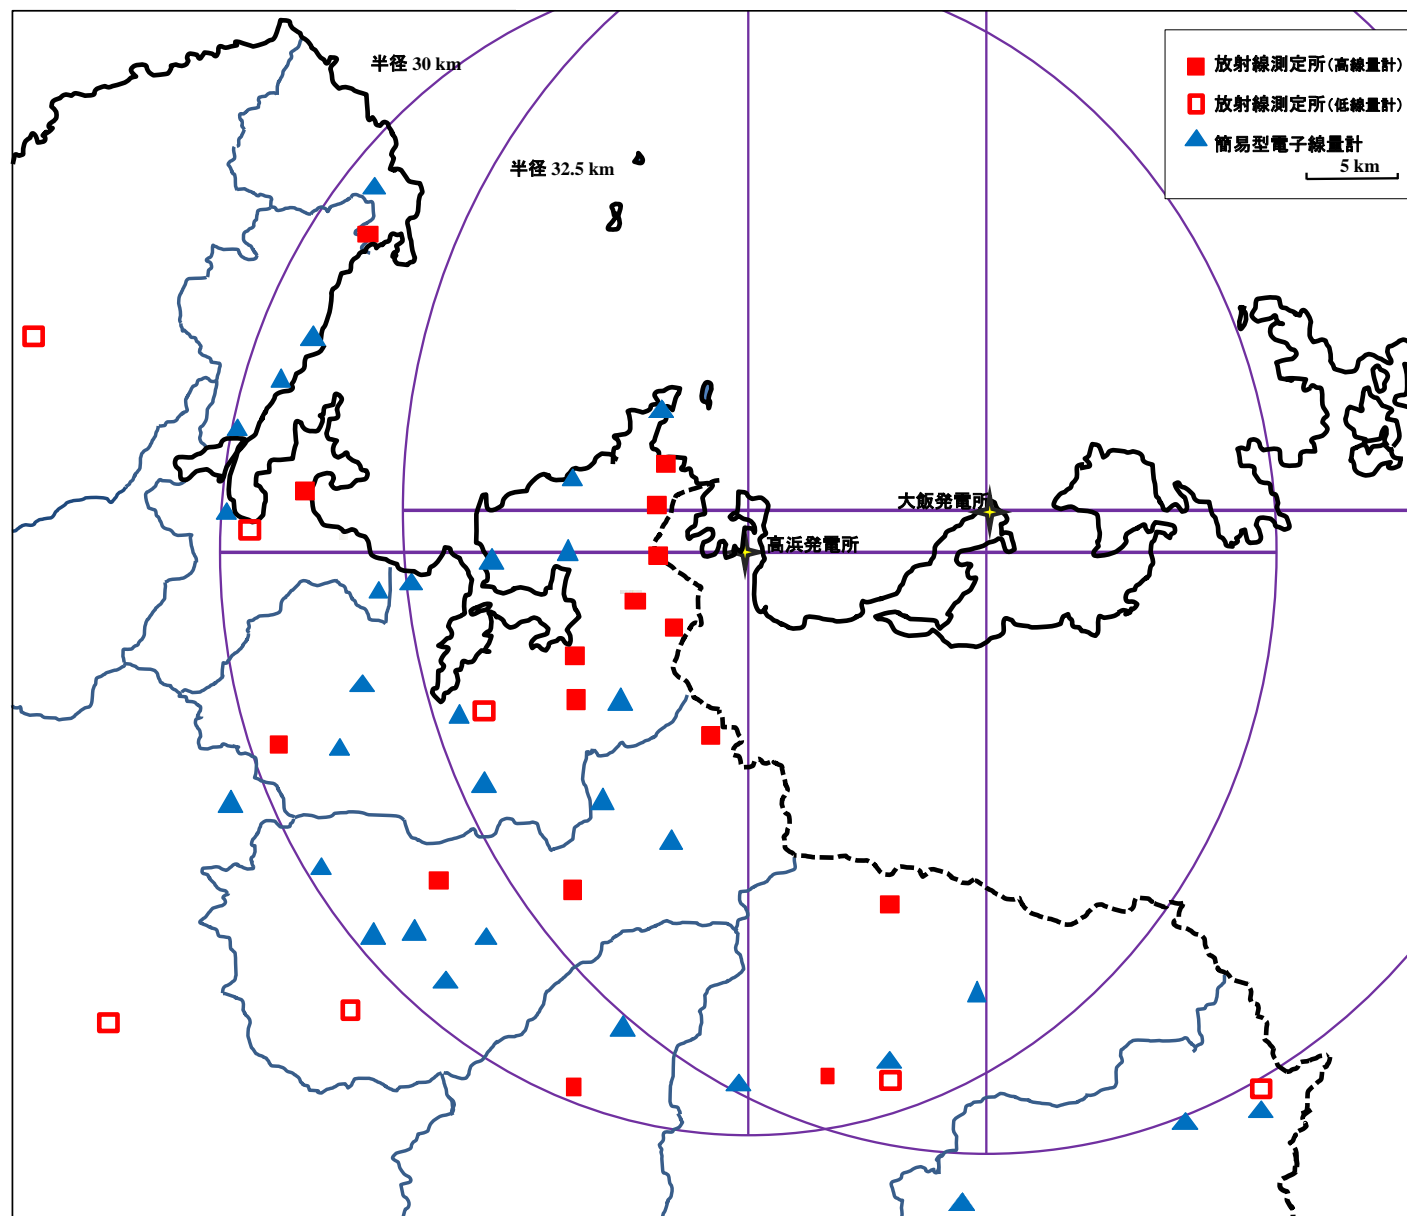 半径 30 km
放射線測定所(高線量計)
放射線測定所(低線量計)
簡易型電子線量計
5 km
半径 32.5 km
大飯発電所
高浜発電所